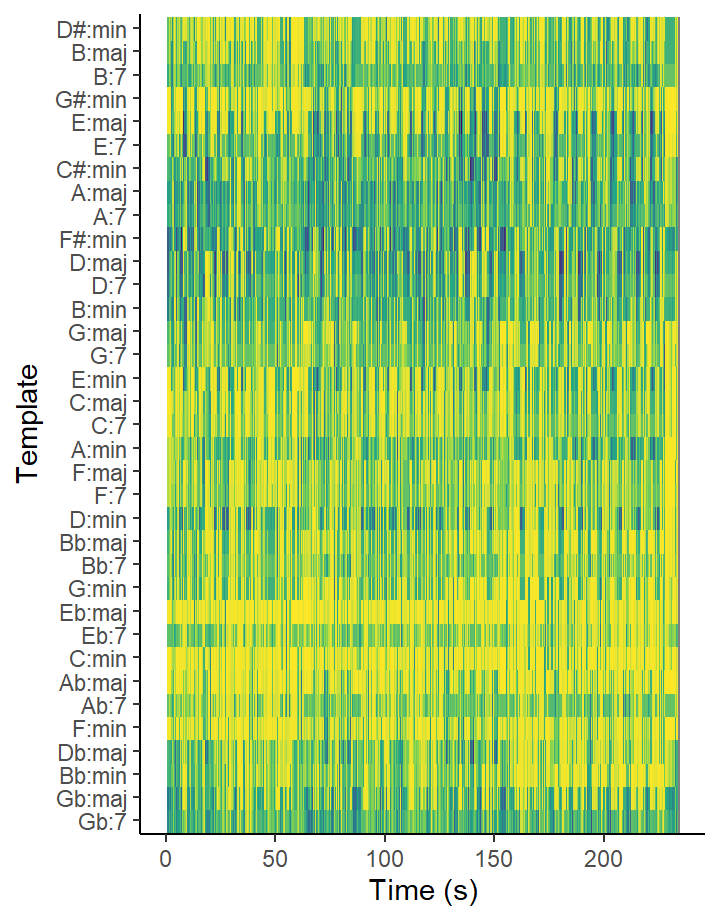 D#:min
B:maj
B:7
G#:min
E:maj
E:7
C#:min
A:maj
A:7
F#:min
D:maj
D:7
B:min
G:maj
G:7
E:min
C:maj
C:7
A:min
F:maj
F:7
D:min
Bb:maj
Bb:7
G:min
Eb:maj
Eb:7
C:min
Ab:maj
Ab:7
F:min
Db:maj
Bb:min
Gb:maj
Gb:7
Template
0 50 100 150 200
Time (s)